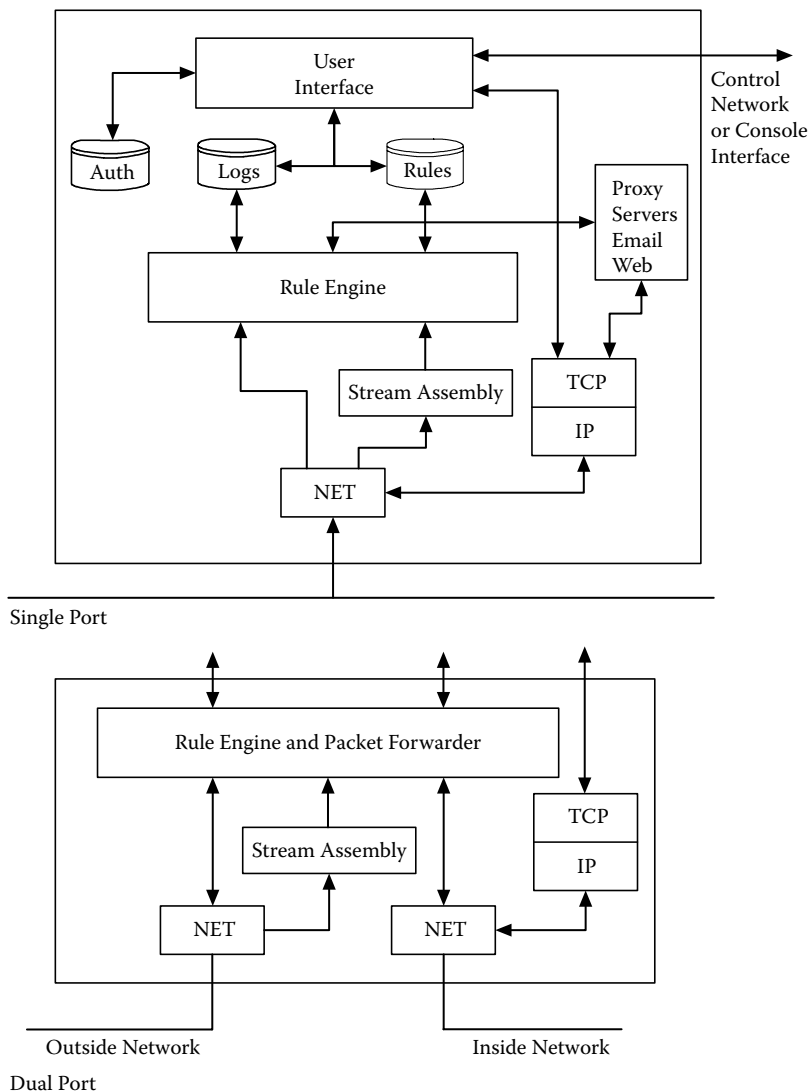 User
Interface
Control
Network
or Console
Interface
Auth
Logs
Rules
Proxy
Servers
Email
Web
Rule Engine
Stream Assembly
TCP
IP
NET
Single Port
Rule Engine and Packet Forwarder
TCP
Stream Assembly
IP
NET
NET
Outside Network
Inside Network
Dual Port